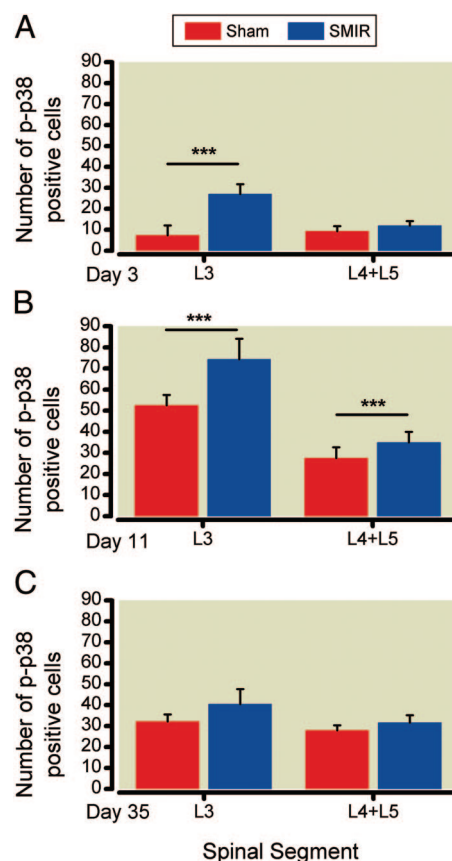 A
Sham SMIR
Number of p-p38
positive cells
90
80
70
60
50
40
30
20
10
0
***
Day 3 L3 L4+L5
B
Number of p-p38
positive cells
90
80
70
60
50
40
30
20
10
0
***
***
Day 11 L3 L4+L5
C
Number of p-p38
positive cells
90
80
70
60
50
40
30
20
10
0
Day 35 L3 L4+L5
Spinal Segment